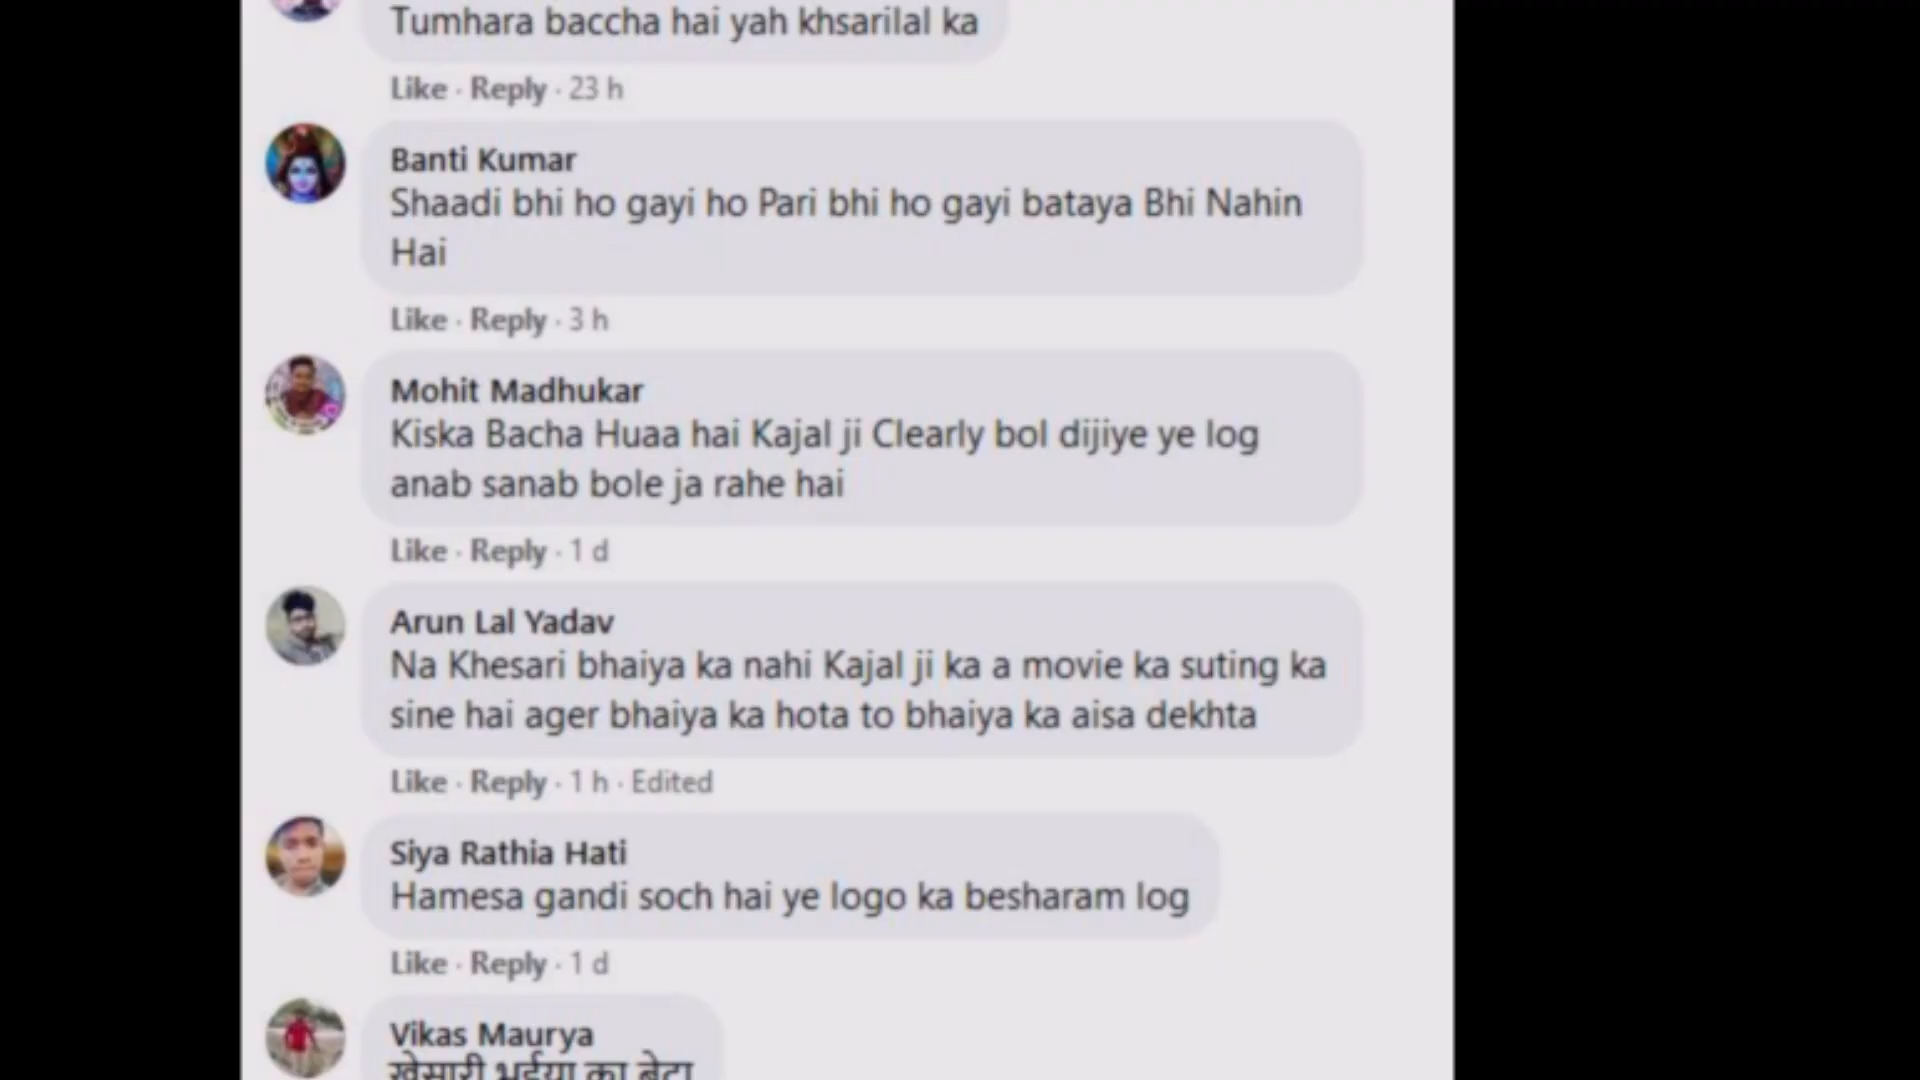 Tumhara baccha hai yah khsarilal ka
Like · Reply · 23 h
Banti Kumar
Shaadi bhi ho gayi ho Pari bhi ho gayi bataya Bhi Nahin
Hai
Like · Reply · 3 h
Mohit Madhukar
Kiska Bacha Huaa hai Kajal ji Clearly bol dijiye ye log
anab sanab bole ja rahe hai
Like · Reply · 1 d
Arun Lal Yadav
Na Khesari bhaiya ka nahi Kajal ji ka a movie ka suting ka
sine hai ager bhaiya ka hota to bhaiya ka aisa dekhta
Like · Reply · 1 h · Edited
Siya Rathia Hati
Hamesa gandi soch hai ye logo ka besharam log
Like · Reply · 1 d
Vikas Maurya
खेसारी भईया का बेटा